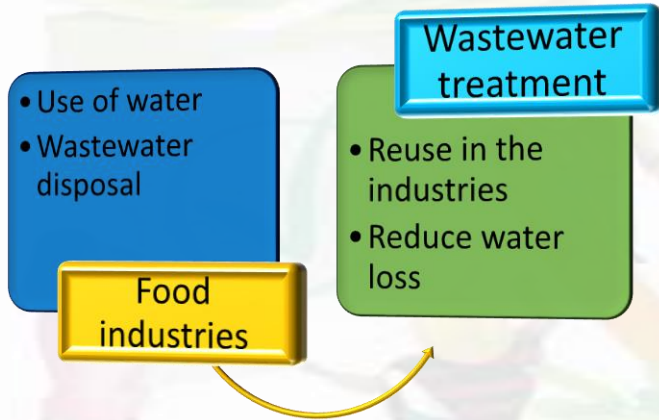 • Use of water
• Wastewater
disposal
Food
industries
Wastewater
treatment
• Reuse in the
industries
• Reduce water
loss